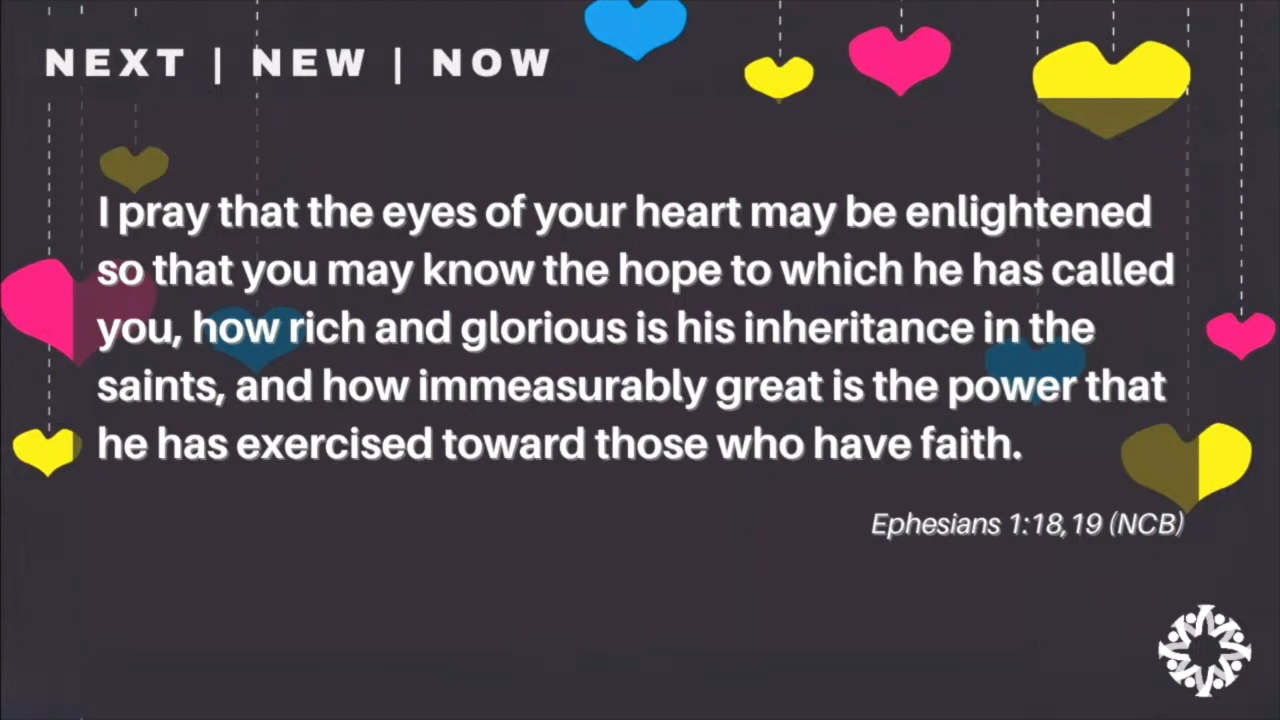 NEXT | NEW | NOW
I pray that the eyes of your heart may be enlightened
so that you may know the hope to which he has called
you, how rich and glorious is his inheritance in the
saints, and how immeasurably great is the power that
he has exercised toward those who have faith.
Ephesians 1:18,19 (NCB)